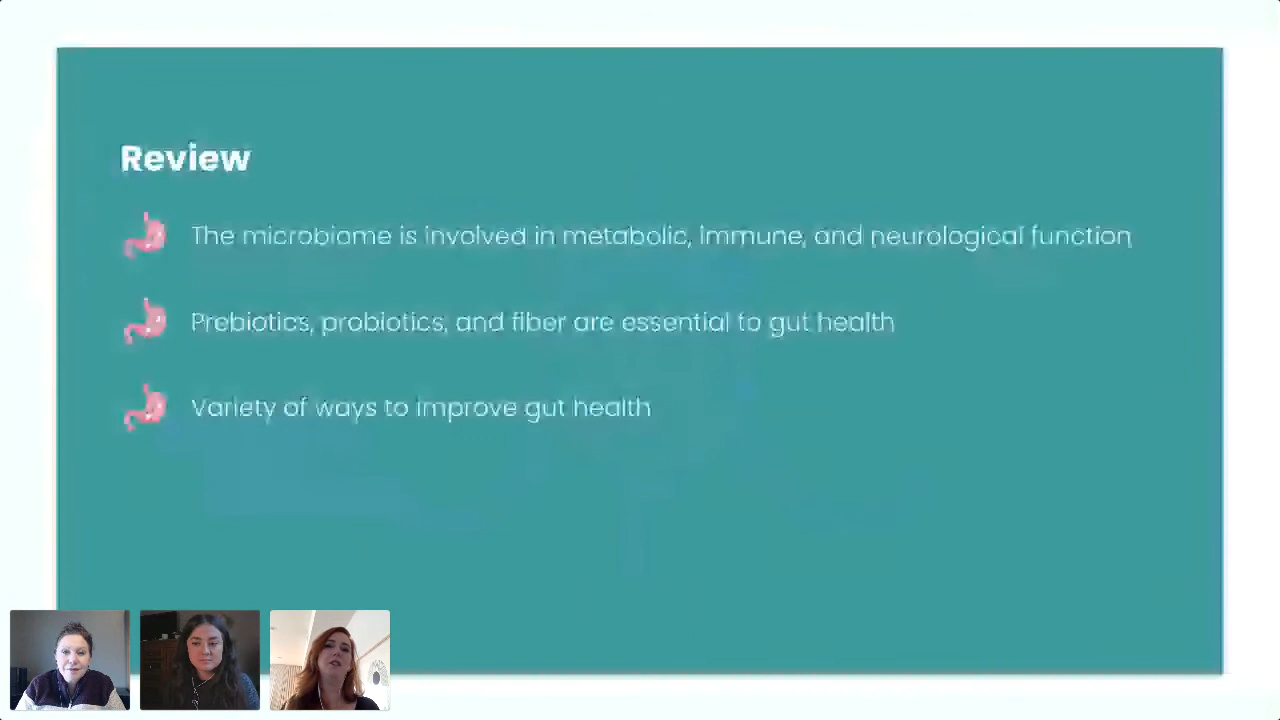 Review
The microbiome is involved in metabolic, immune, and neurological function
Prebiotics, probiotics, and fiber are essential to gut health
Variety of ways to improve gut health